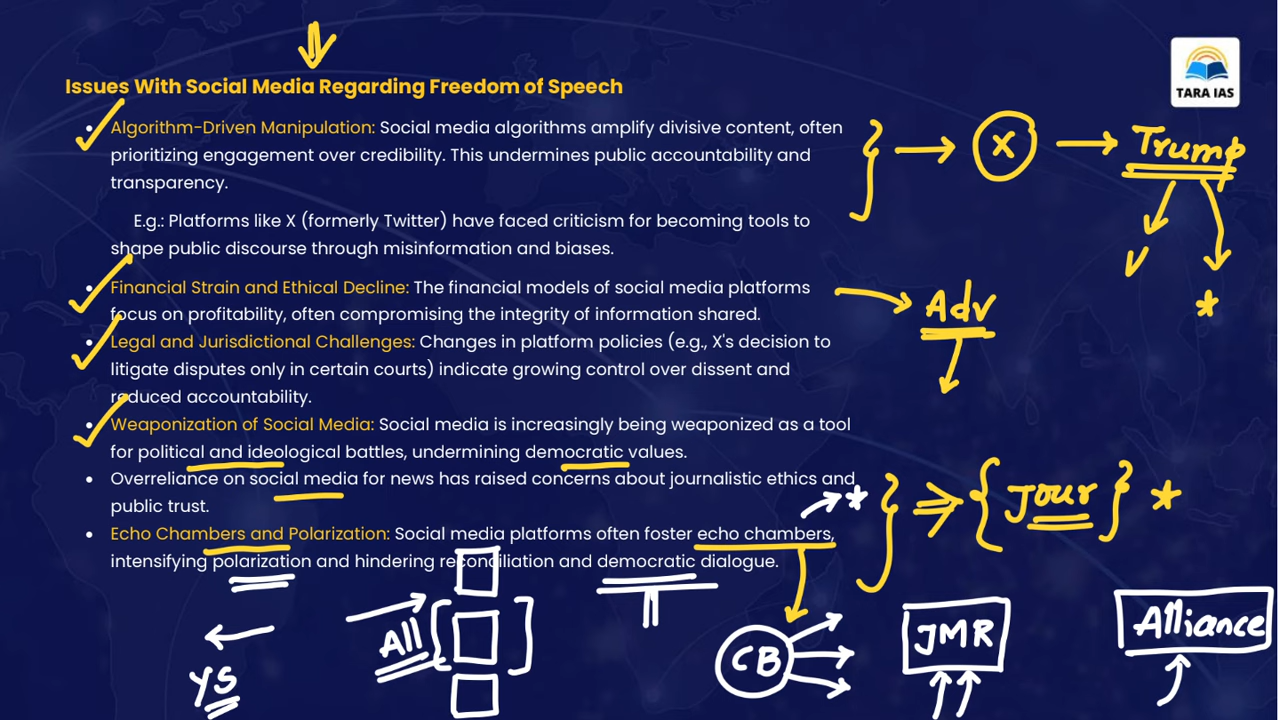 Issues With Social Media Regarding Freedom of Speech
TARA IAS
• Algorithm-Driven Manipulation: Social media algorithms amplify divisive content, often
prioritizing engagement over credibility. This undermines public accountability and
transparency.
X
Trump
E.g.: Platforms like X (formerly Twitter) have faced criticism for becoming tools to
shape public discourse through misinformation and biases.
• Financial Strain and Ethical Decline: The financial models of social media platforms
focus on profitability, often compromising the integrity of information shared.
Adv
• Legal and Jurisdictional Challenges: Changes in platform policies (e.g., X's decision to
litigate disputes only in certain courts) indicate growing control over dissent and
reduced accountability.
• Weaponization of Social Media: Social media is increasingly being weaponized as a tool
for political and ideological battles, undermining democratic values.
• Overreliance on social media for news has raised concerns about journalistic ethics and
public trust.
Jour
• Echo Chambers and Polarization: Social media platforms often foster echo chambers,
intensifying polarization and hindering reconciliation and democratic dialogue.
YS
All
CB
JMR
Alliance